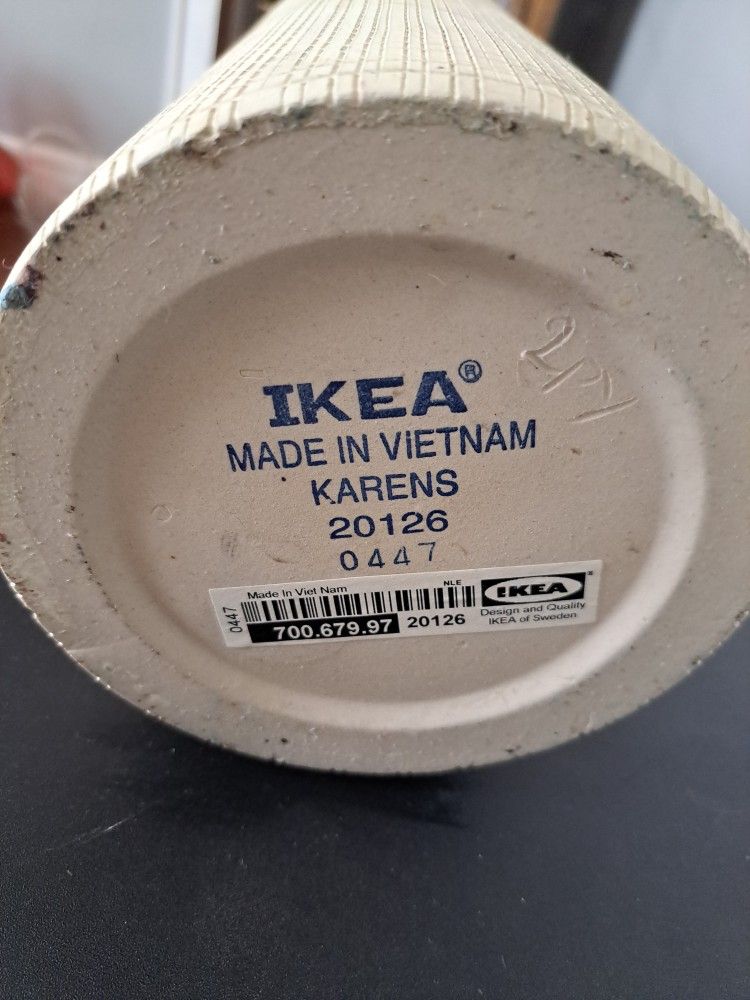 IKEA®
MADE IN VIETNAM
KARENS
20126
0447
Made In Viet Nam
NLE
0447
700.679.97
20126
IKEA®
Design and Quality
IKEA of Sweden